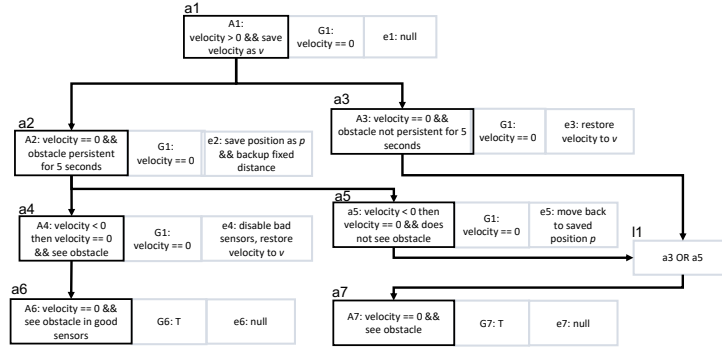 a1
A1:
velocity > 0 && save
velocity as v
G1:
velocity == 0
e1: null
a2
A2: velocity == 0 &&
obstacle persistent
for 5 seconds
G1:
velocity == 0
e2: save position as p
&& backup fixed
distance
a3
A3: velocity == 0 &&
obstacle not persistent for 5
seconds
G1:
velocity == 0
e3: restore
velocity to v
a4
A4: velocity < 0
then velocity == 0
&& see obstacle
G1:
velocity == 0
e4: disable bad
sensors, restore
velocity to v
a5
a5: velocity < 0 then
velocity == 0 && does
not see obstacle
G1:
velocity == 0
e5: move back
to saved
position p
I1
a3 OR a5
a6
A6: velocity == 0 &&
see obstacle in good
sensors
G6: T
e6: null
a7
A7: velocity == 0 &&
see obstacle
G7: T
e7: null